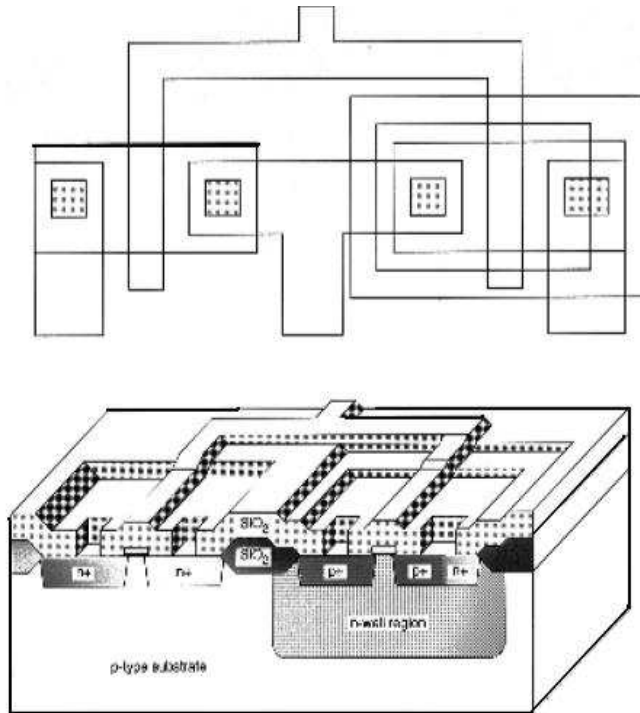 SiO2
SiO2
n+ n+ p+ p+ n+
n-well region
p-type substrate